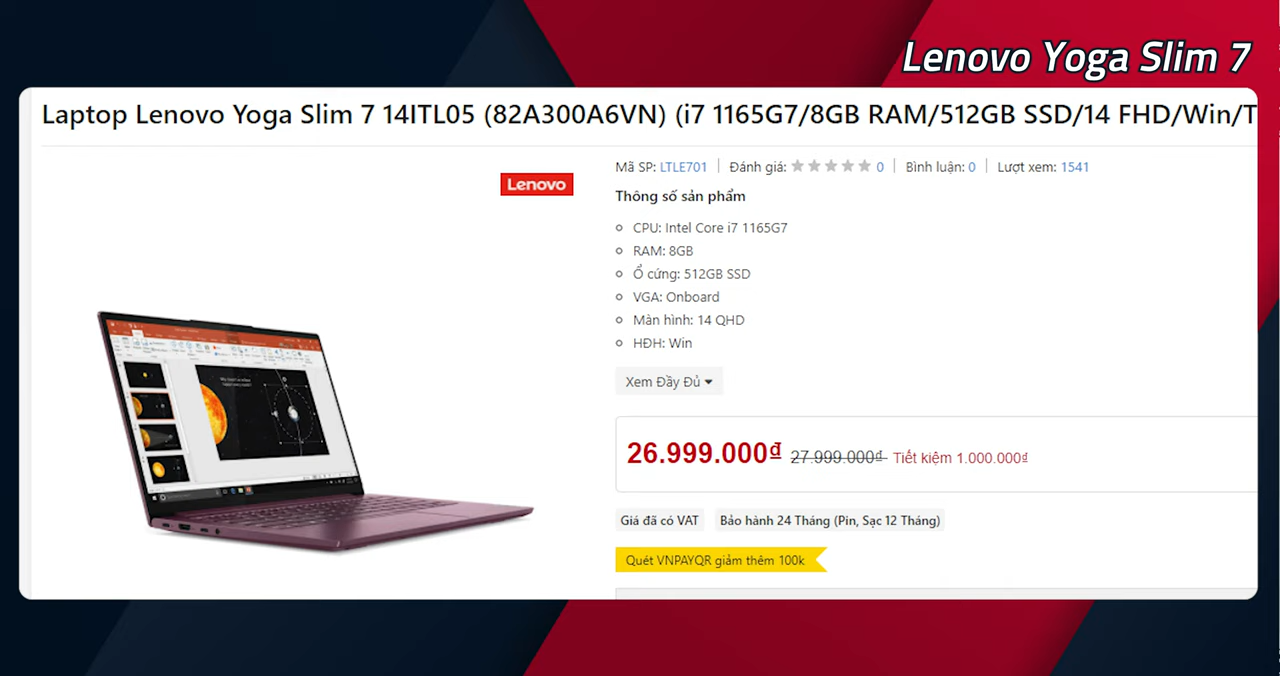 Lenovo Yoga Slim 7
Laptop Lenovo Yoga Slim 7 14ITL05 (82A300A6VN) (i7 1165G7/8GB RAM/512GB SSD/14 FHD/Win/T
Lenovo
Mã SP: LTLE701 | Đánh giá: 0 | Bình luận: 0 | Lượt xem: 1541
Thông số sản phẩm
CPU: Intel Core i7 1165G7
RAM: 8GB
Ổ cứng: 512GB SSD
VGA: Onboard
Màn hình: 14 QHD
HĐH: Win
Xem Đầy Đủ
26.999.000₫ 27.999.000₫ Tiết kiệm 1.000.000₫
Giá đã có VAT Bảo hành 24 Tháng (Pin, Sạc 12 Tháng)
Quét VNPAYQR giảm thêm 100k